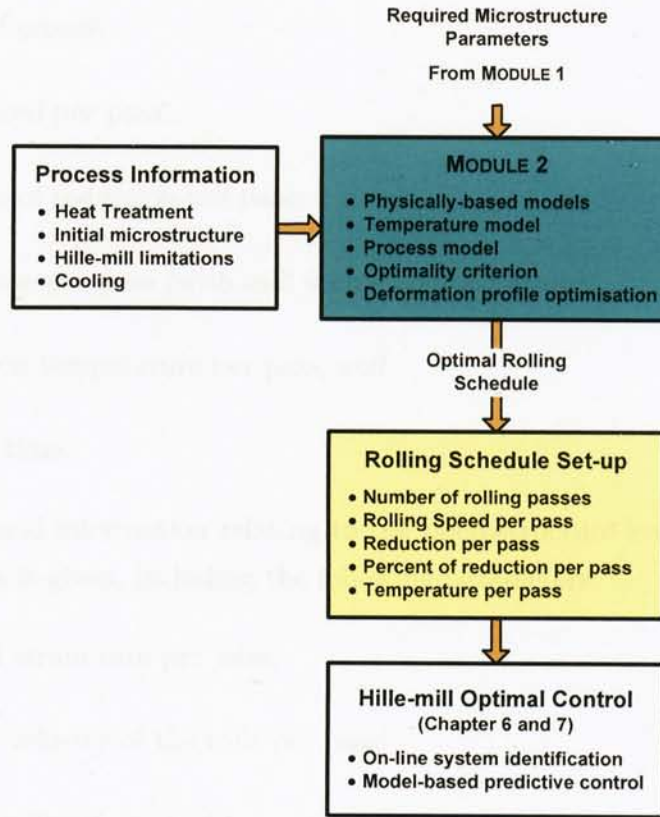 Required Microstructure
Parameters
From MODULE 1
Process Information
• Heat Treatment
• Initial microstructure
• Hille-mill limitations
• Cooling
MODULE 2
• Physically-based models
• Temperature model
• Process model
• Optimality criterion
• Deformation profile optimisation
Optimal Rolling
Schedule
Rolling Schedule Set-up
• Number of rolling passes
• Rolling Speed per pass
• Reduction per pass
• Percent of reduction per pass
• Temperature per pass
Hille-mill Optimal Control
(Chapter 6 and 7)
• On-line system identification
• Model-based predictive control